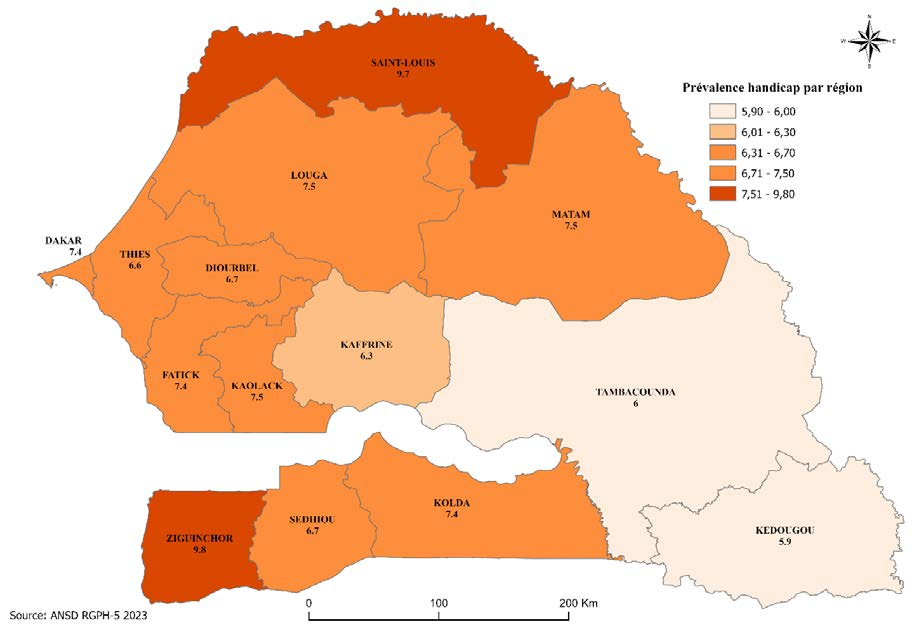 N
W E
S
SAINT-LOUIS
9.7
Prévalence handicap par région
5,90 - 6,00
6,01 - 6,30
6,31 - 6,70
6,71 - 7,50
7,51 - 9,80
LOUGA
7.5
MATAM
7.5
DAKAR
7.4
THIES
6.6
DIOURBEL
6.7
KAFFRINE
6.3
FATICK
7.4
KAOLACK
7.5
TAMBACOUNDA
6
KOLDA
7.4
SEDHIOU
6.7
ZIGUINCHOR
9.8
KEDOUGOU
5.9
Source: ANSD RGPH-5 2023
0 100 200 Km